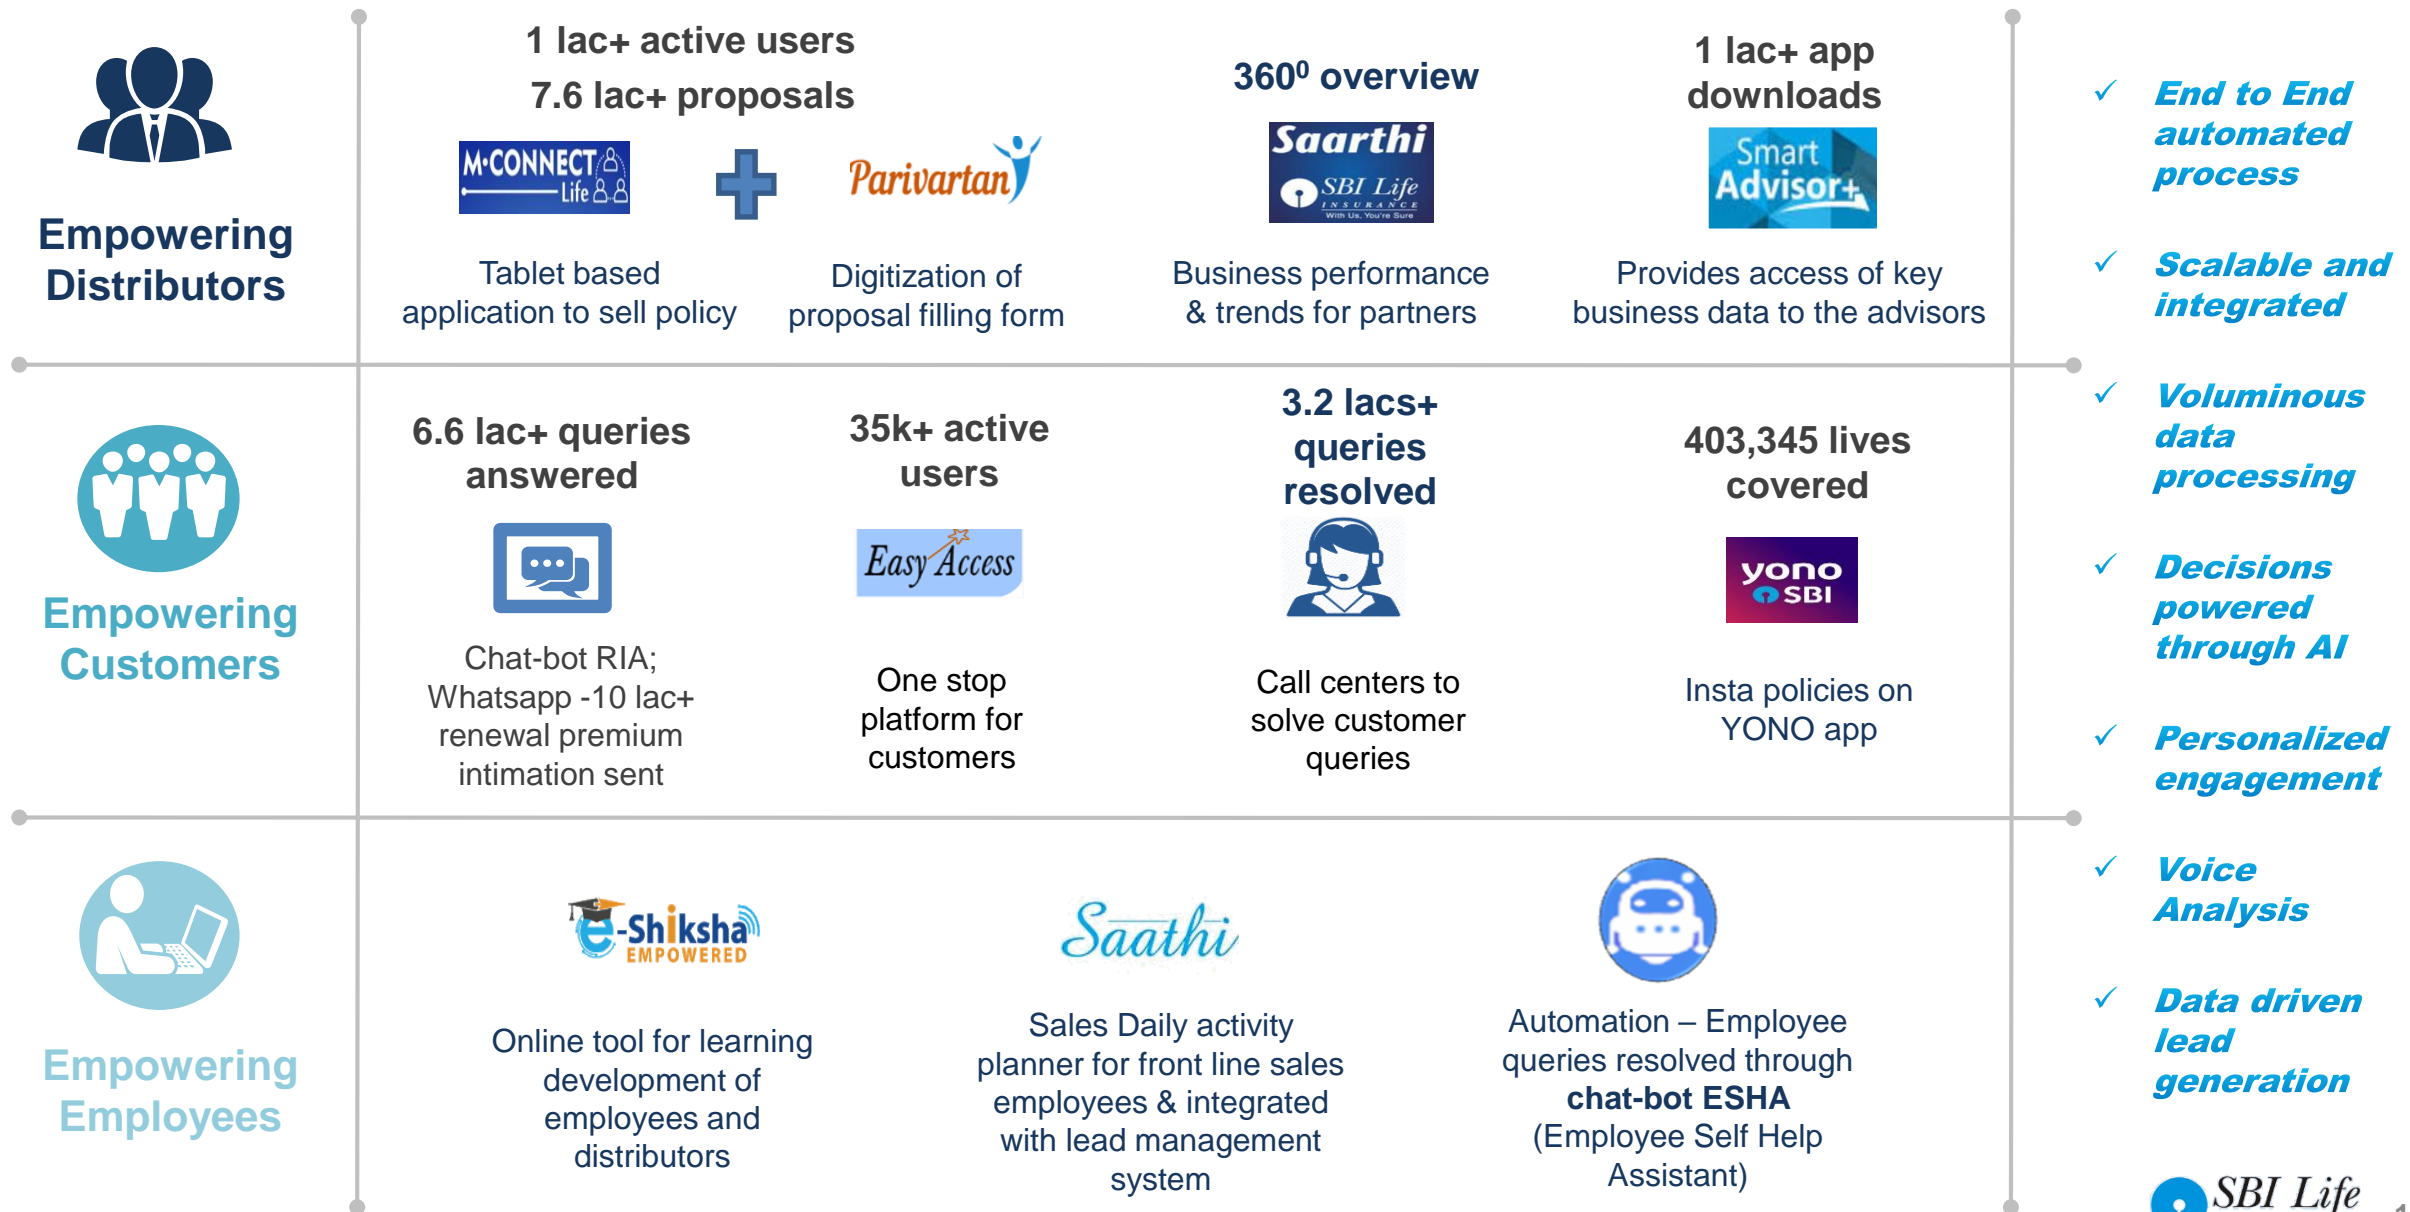 Empowering
Distributors
1 lac+ active users
7.6 lac+ proposals
M-CONNECT
Life
Parivartan
Tablet based
application to sell policy
Digitization of
proposal filling form
360⁰ overview
Saarthi
SBI Life
INSURANCE
With Us, You're Sure
Business performance
& trends for partners
1 lac+ app
downloads
Smart
Advisor+
Provides access of key
business data to the advisors
Empowering
Customers
6.6 lac+ queries
answered
Chat-bot RIA;
Whatsapp -10 lac+
renewal premium
intimation sent
35k+ active
users
Easy Access
One stop
platform for
customers
3.2 lacs+
queries
resolved
Call centers to
solve customer
queries
403,345 lives
covered
yono
SBI
Insta policies on
YONO app
Empowering
Employees
e-Shiksha
EMPOWERED
Online tool for learning
development of
employees and
distributors
Saathi
Sales Daily activity
planner for front line sales
employees & integrated
with lead management
system
Automation – Employee
queries resolved through
chat-bot ESHA
(Employee Self Help
Assistant)
✓ End to End
automated
process
✓ Scalable and
integrated
✓ Voluminous
data
processing
✓ Decisions
powered
through AI
✓ Personalized
engagement
✓ Voice
Analysis
✓ Data driven
lead
generation
SBI Life